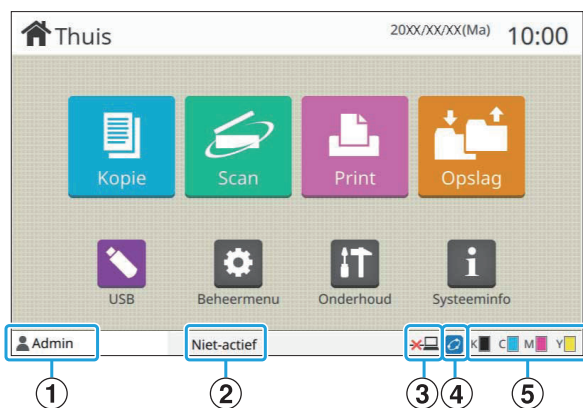 Thuis
20XX/XX/XX(Ma) 10:00
Kopie Scan Print Opslag
USB Beheermenu Onderhoud Systeeminfo
Admin Niet-actief K C M Y
1 2 3 4 5